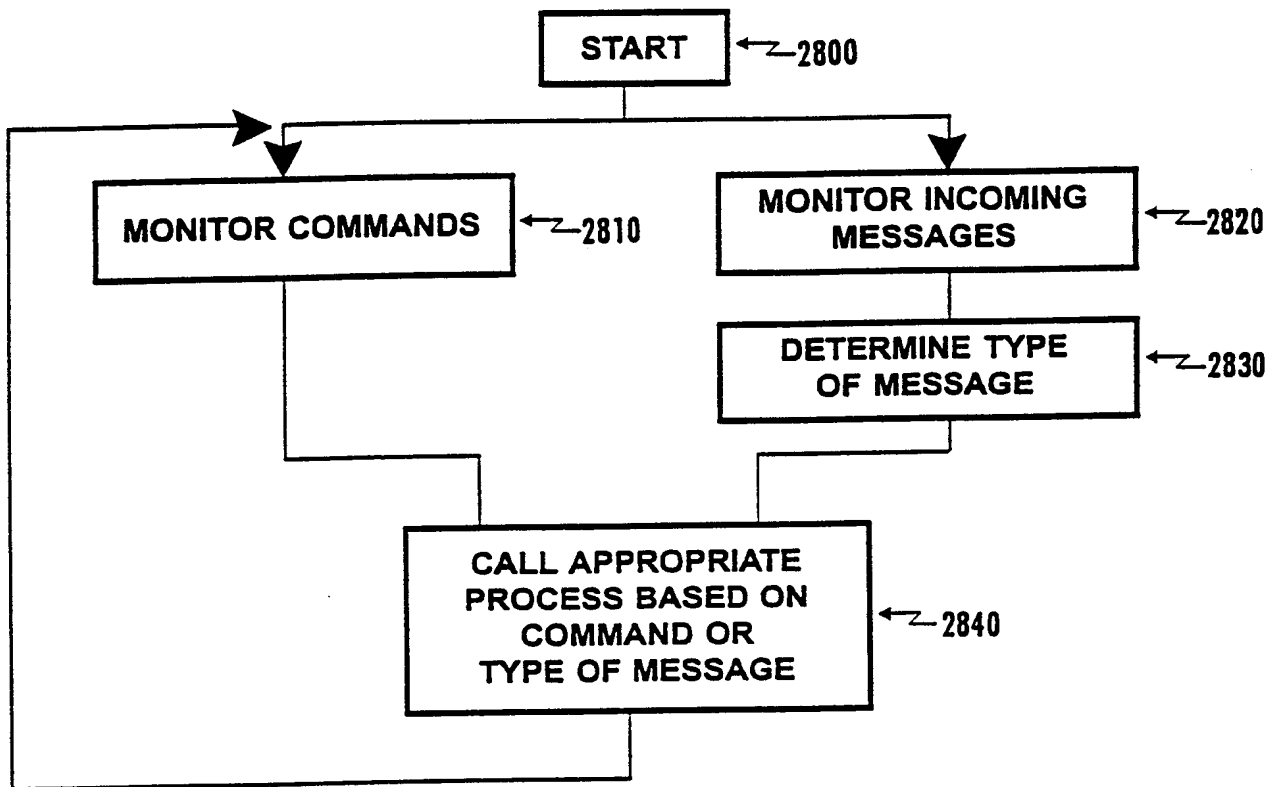 START
2800
MONITOR COMMANDS
2810
MONITOR INCOMING
MESSAGES
2820
DETERMINE TYPE
OF MESSAGE
2830
CALL APPROPRIATE
PROCESS BASED ON
COMMAND OR
TYPE OF MESSAGE
2840